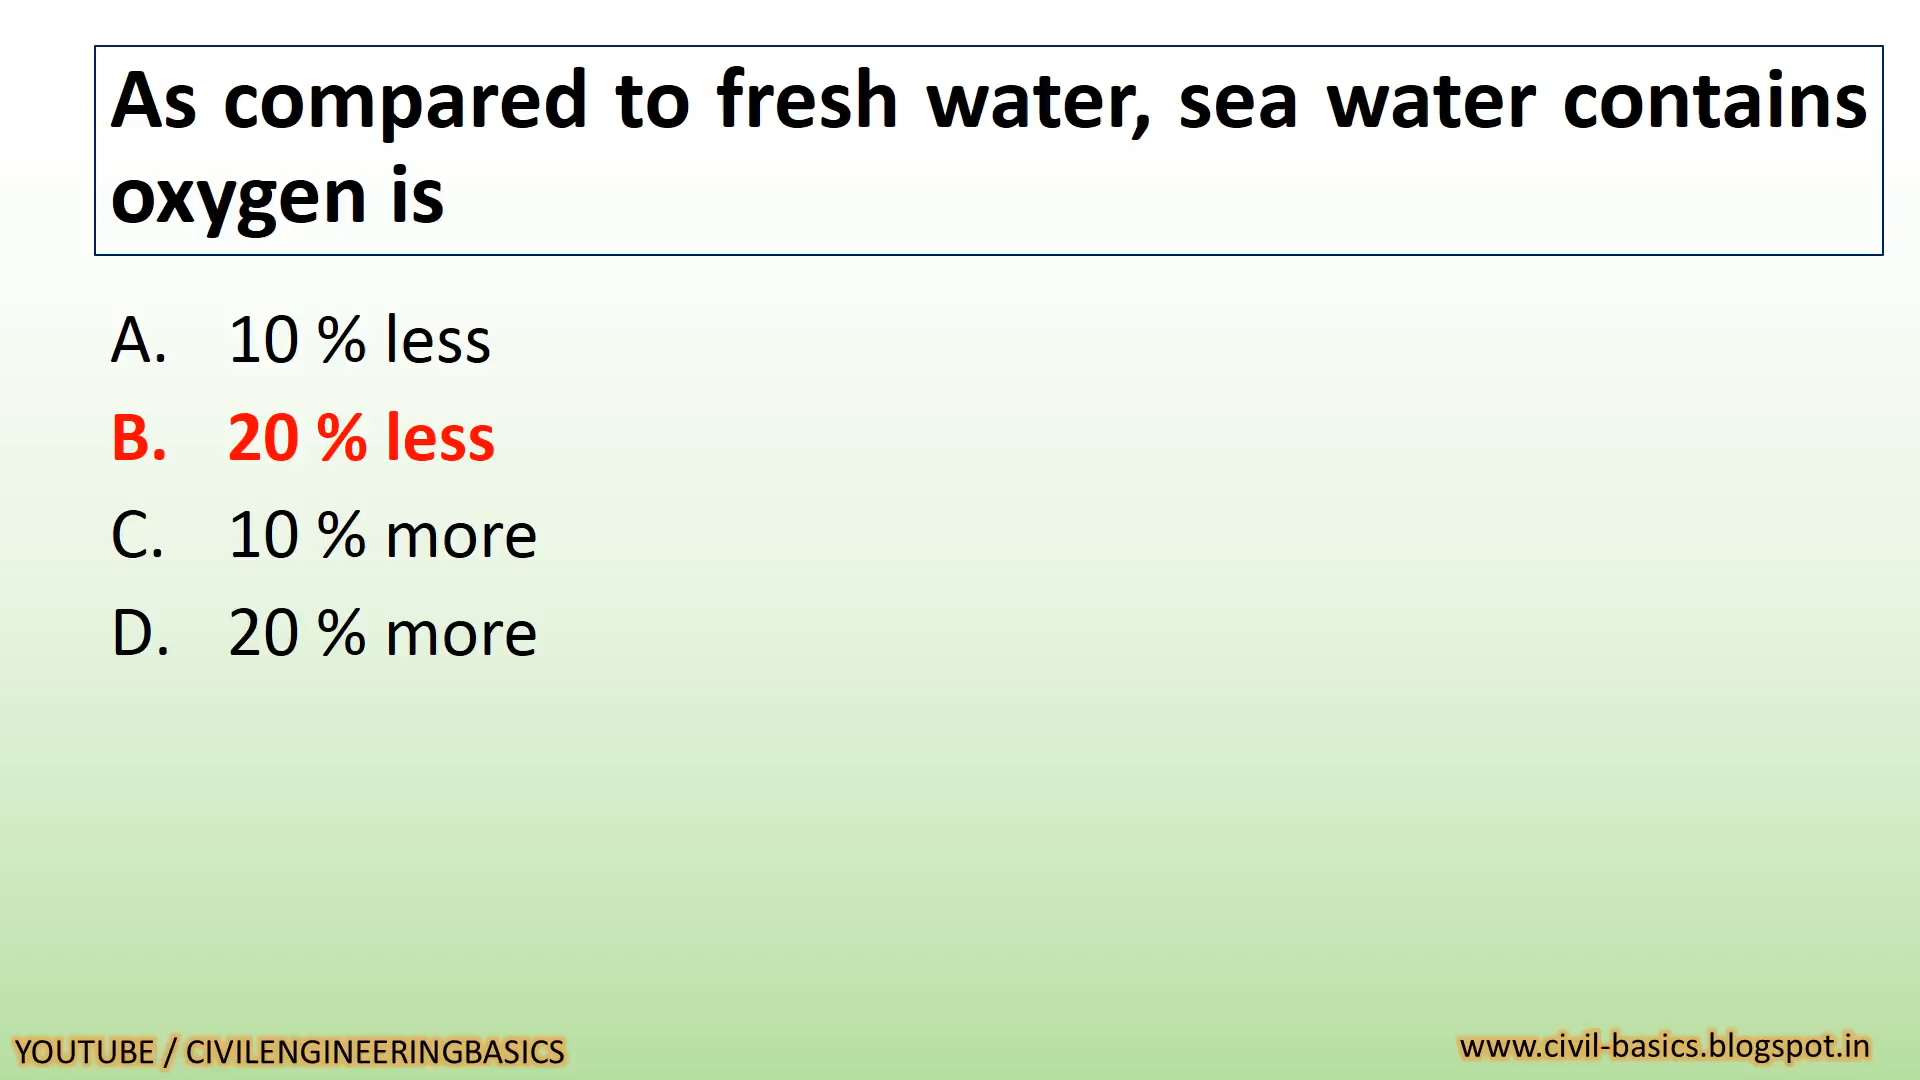 As compared to fresh water, sea water contains
oxygen is
A. 10 % less
B. 20 % less
C. 10 % more
D. 20 % more
YOUTUBE / CIVILENGINEERINGBASICS
www.civil-basics.blogspot.in